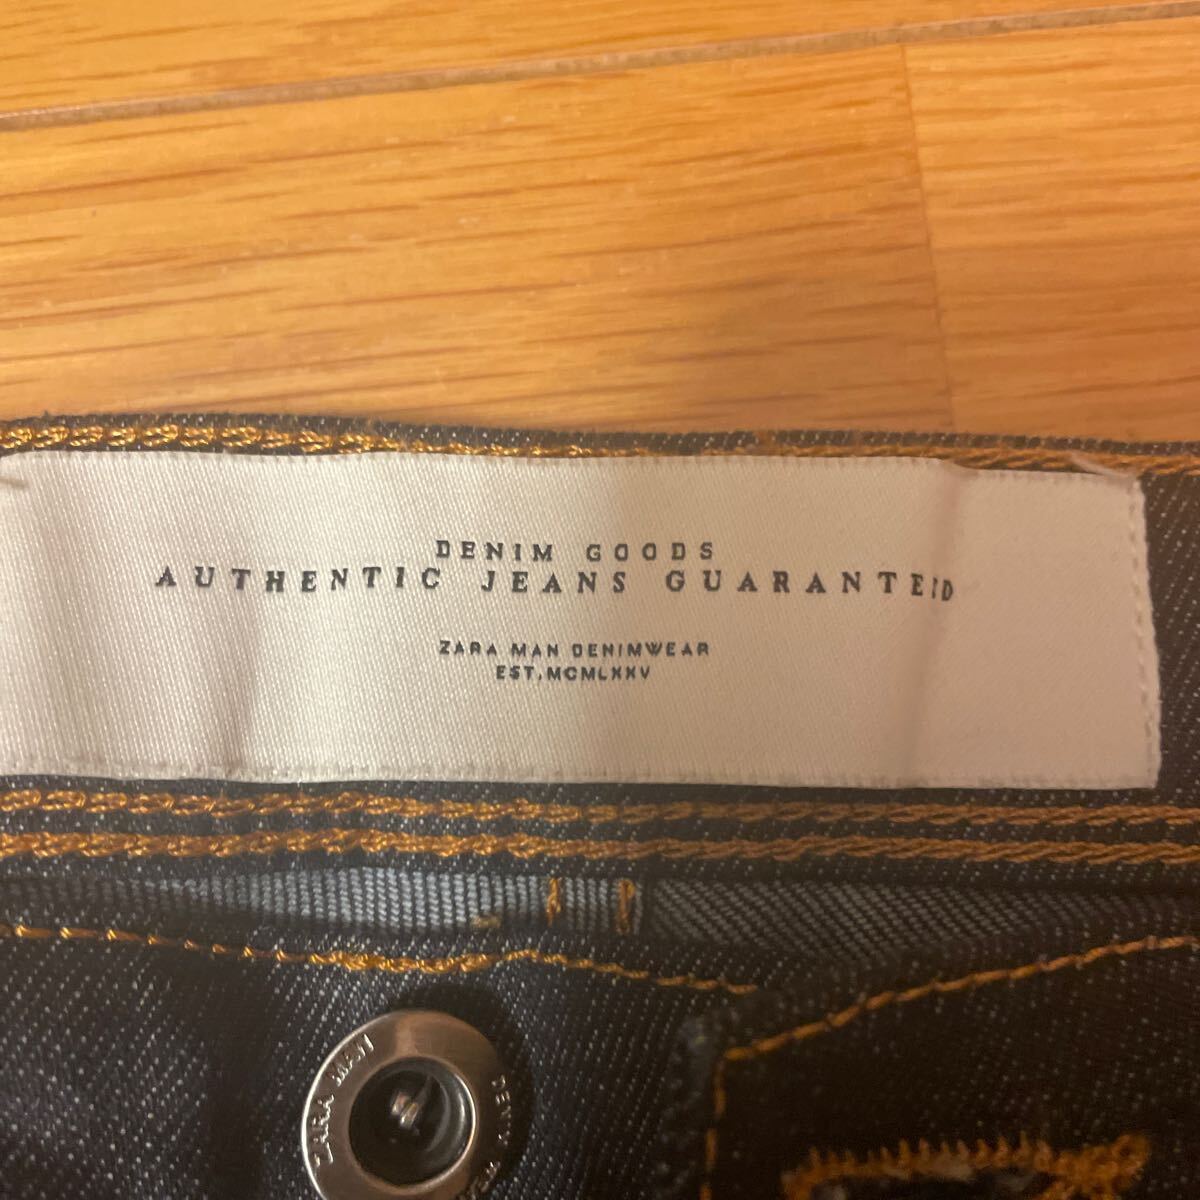 DENIM GOODS
AUTHENTIC JEANS GUARANTEED
ZARA MAN DENIMWEAR
EST.MCMLXXV
ZARA MAN